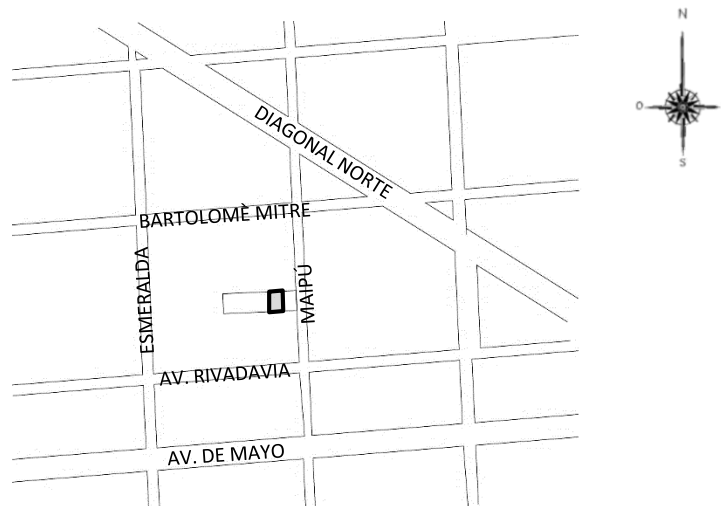 N
O
S
DIAGONAL NORTE
BARTOLOMÈ MITRE
ESMERALDA
MAIPÚ
AV. RIVADAVIA
AV. DE MAYO